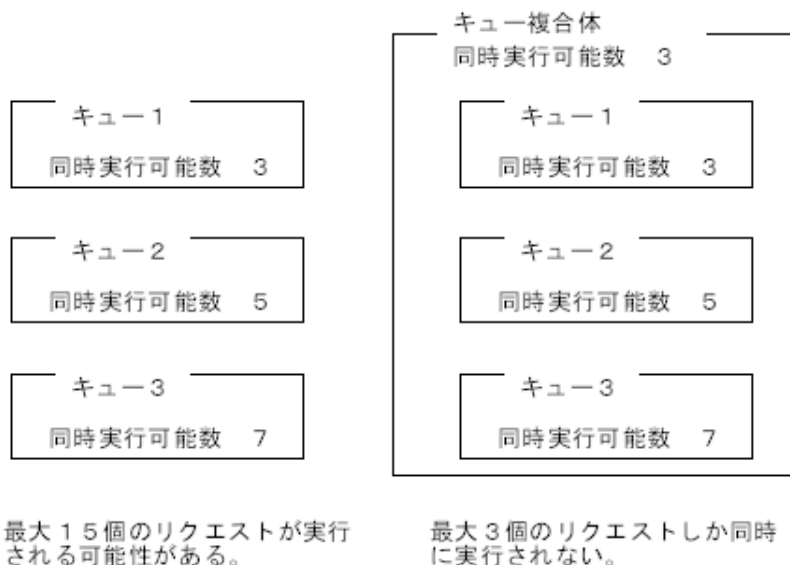 キュー1
同時実行可能数 3
キュー2
同時実行可能数 5
キュー3
同時実行可能数 7
最大15個のリクエストが実行
される可能性がある。
キュー複合体
同時実行可能数 3
キュー1
同時実行可能数 3
キュー2
同時実行可能数 5
キュー3
同時実行可能数 7
最大3個のリクエストしか同時
に実行されない。